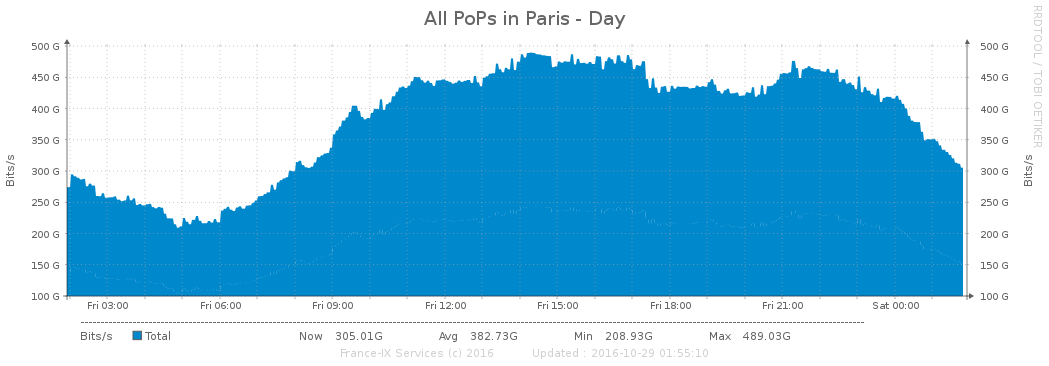 All PoPs in Paris - Day
RRDTOOL / TOBI OETIKER
Bits/s
500 G 500 G
450 G 450 G
400 G 400 G
350 G 350 G
300 G 300 G
250 G 250 G
200 G 200 G
150 G 150 G
100 G 100 G
Bits/s
Fri 03:00 Fri 06:00 Fri 09:00 Fri 12:00 Fri 15:00 Fri 18:00 Fri 21:00 Sat 00:00
Bits/s Total Now 305.01G Avg 382.73G Min 208.93G Max 489.03G
France-IX Services (c) 2016 Updated : 2016-10-29 01:55:10